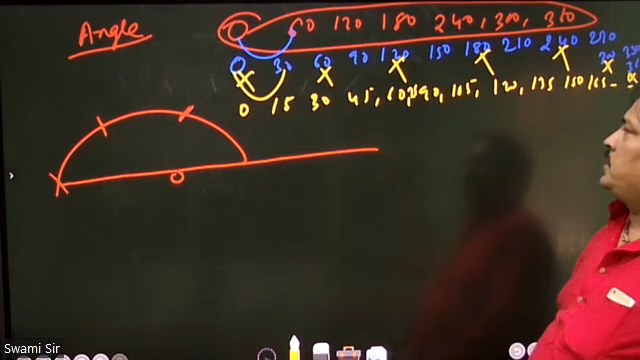 Angle
0 60 120 180 240, 300, 360
0 30 60 90 120 150 180 210 240 270
0 15 30 45, 60, 90, 105, 120, 135 150 165-
0
Swami Sir